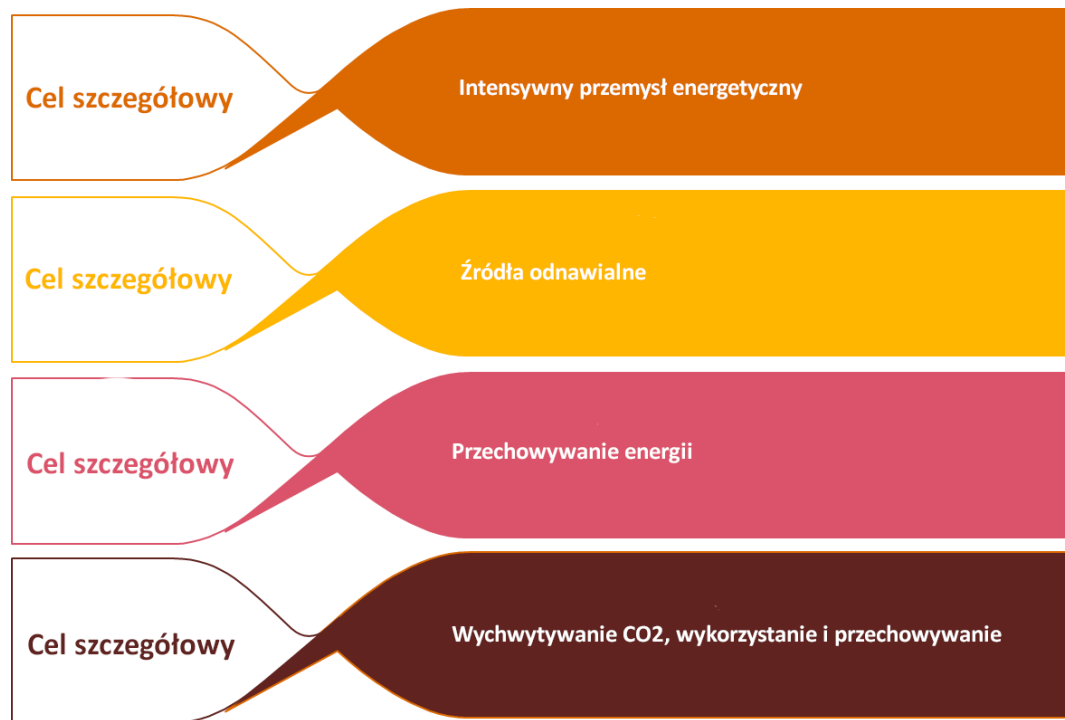 Cel szczegółowy
Intensywny przemysł energetyczny
Cel szczegółowy
Źródła odnawialne
Cel szczegółowy
Przechowywanie energii
Cel szczegółowy
Wychwytywanie CO2, wykorzystanie i przechowywanie